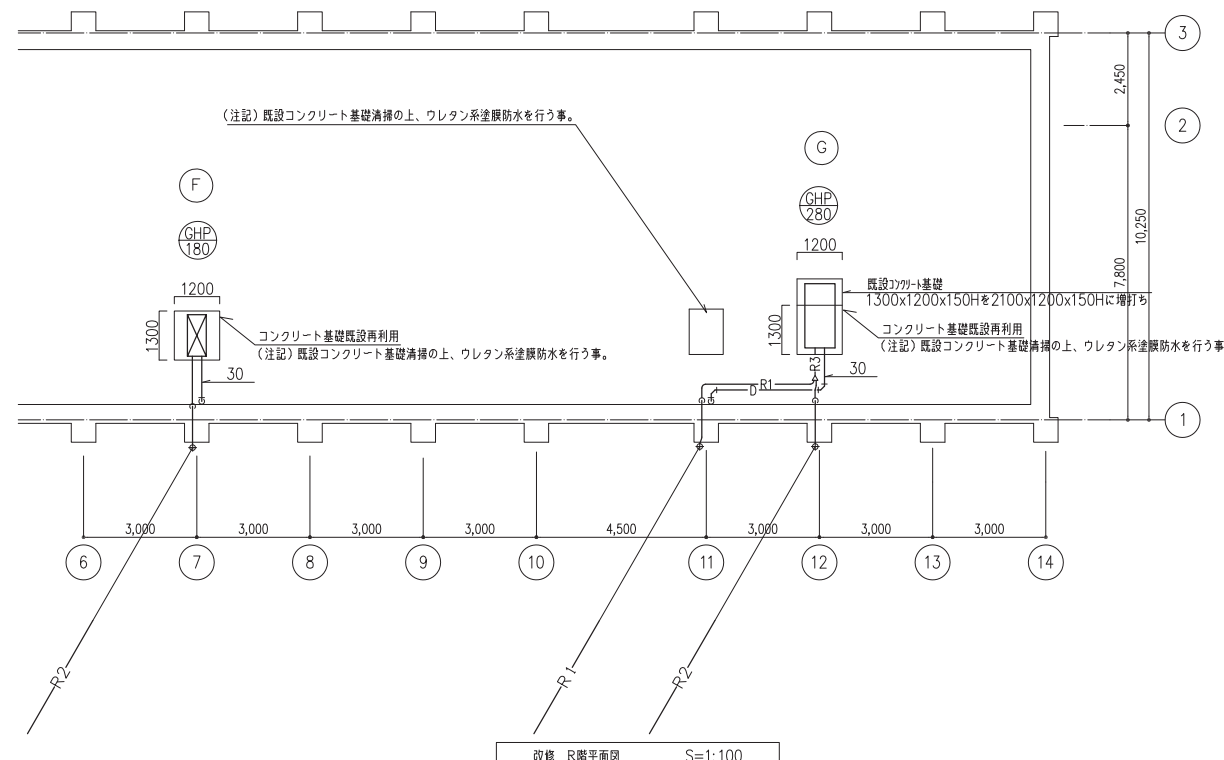 3
2,450
(注記) 既設コンクリート基礎清掃の上、ウレタン系塗膜防水を行う事。
2
G
F
GHP
280
10,250
GHP
180
1200
7,800
既設コンクリート基礎
1300x1200x150Hを2100x1200x150Hに増打ち
1200
1300
1300
コンクリート基礎既設再利用
(注記) 既設コンクリート基礎清掃の上、ウレタン系塗膜防水を行う事
コンクリート基礎既設再利用
(注記) 既設コンクリート基礎清掃の上、ウレタン系塗膜防水を行う事。
R3
30
30
R1
D
1
3,000
3,000
3,000
3,000
4,500
3,000
3,000
3,000
6
7
8
9
10
11
12
13
14
R2
R1
R2
改修 R階平面図 S=1:100